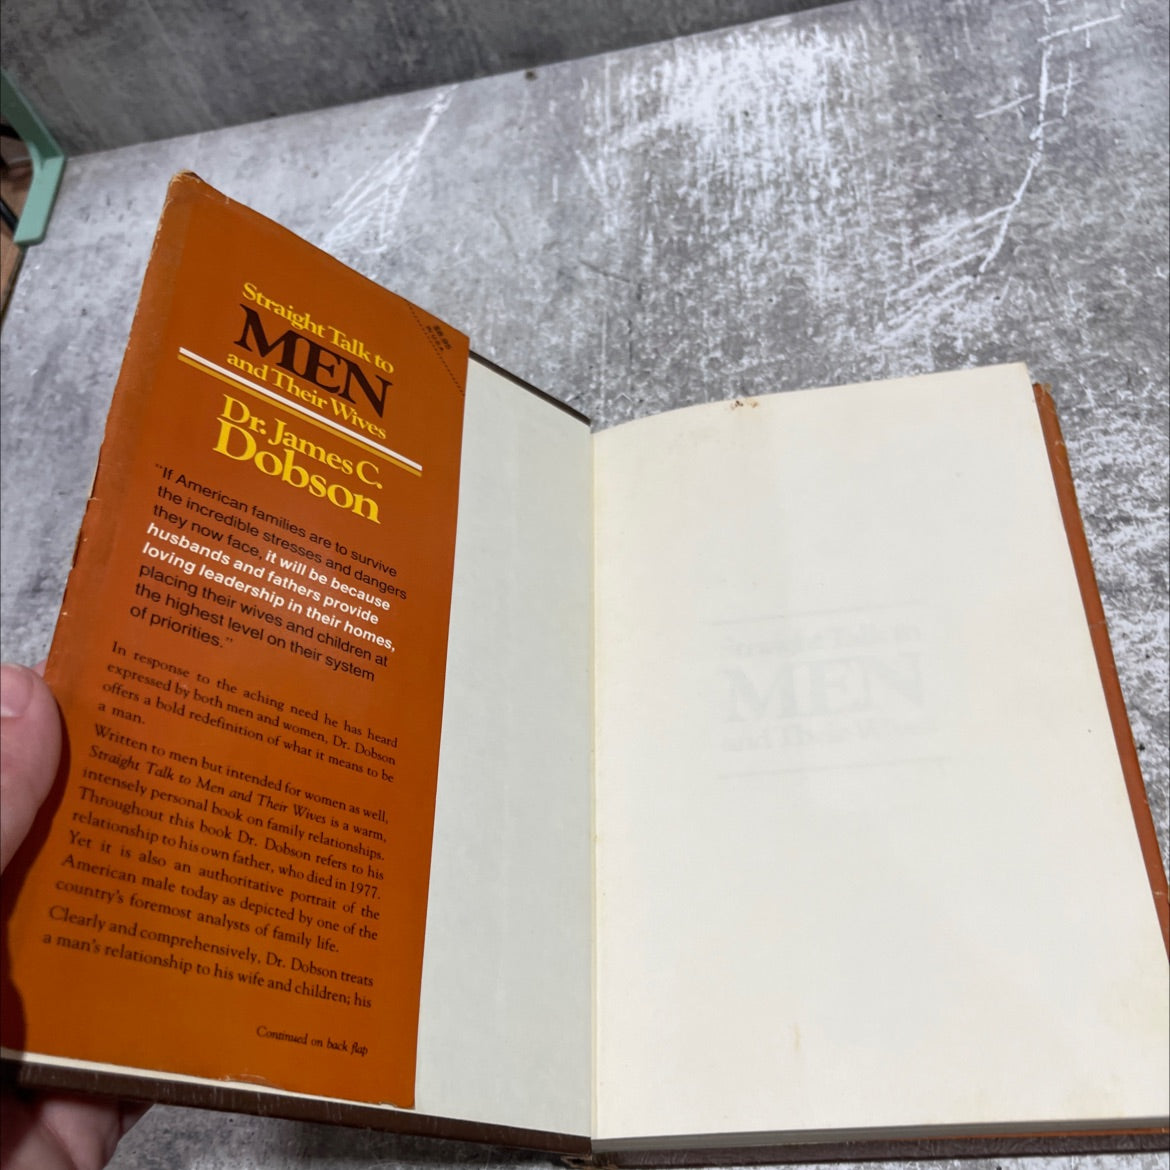 Straight Talk to
MEN
and Their Wives
Dr. James C.
Dobson
"If American families are to survive
the incredible stresses and dangers
they now face, it will be because
husbands and fathers provide
loving leadership in their homes,
placing their wives and children at
the highest level on their system
of priorities."
In response to the aching need he has heard
expressed by both men and women, Dr. Dobson
offers a bold redefinition of what it means to be
a man.
Written to men but intended for women as well,
Straight Talk to Men and Their Wives is a warm,
intensely personal book on family relationships.
Throughout this book Dr. Dobson refers to his
relationship to his own father, who died in 1977.
Yet it is also an authoritative portrait of the
American male today as depicted by one of the
country's foremost analysts of family life.
Clearly and comprehensively, Dr. Dobson treats
a man's relationship to his wife and children; his
Continued on back flap
MEN